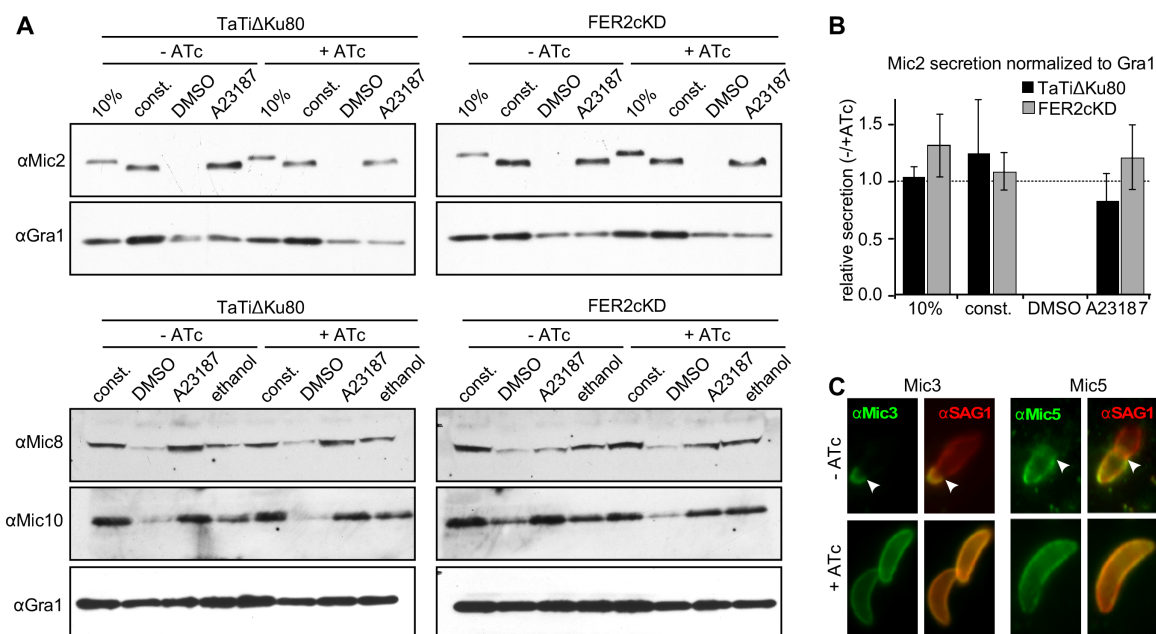 A
TaTiΔKu80
FER2cKD
- ATc
+ ATc
- ATc
+ ATc
10%
const.
DMSO
A23187
10%
const.
DMSO
A23187
10%
const.
DMSO
A23187
10%
const.
DMSO
A23187
αMic2
αGra1
TaTiΔKu80
FER2cKD
- ATc
+ ATc
- ATc
+ ATc
const.
DMSO
A23187
ethanol
const.
DMSO
A23187
ethanol
const.
DMSO
A23187
ethanol
const.
DMSO
A23187
ethanol
αMic8
αMic10
αGra1
B
Mic2 secretion normalized to Gra1
TaTiΔKu80
FER2cKD
relative secretion (-/+ATc)
1.5
1.0
0.5
0.0
10%
const.
DMSO
A23187
C
Mic3
Mic5
αMic3
αSAG1
αMic5
αSAG1
- ATc
+ ATc